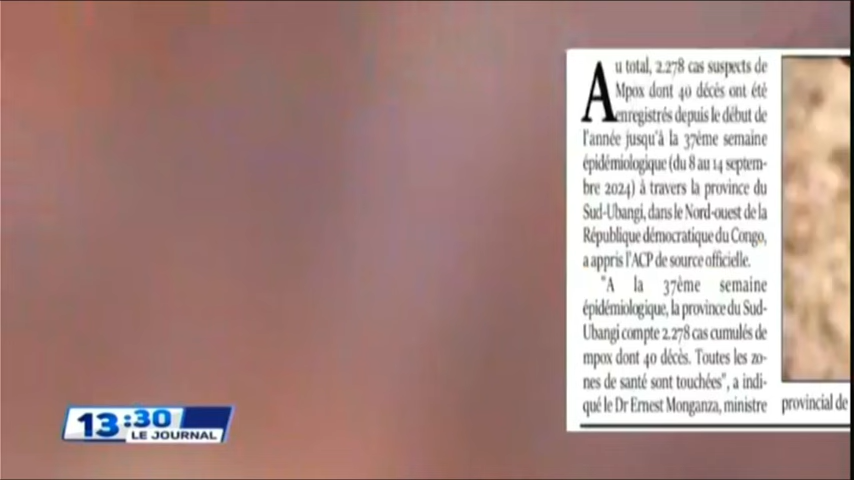 Au total, 2.278 cas suspects de
Mpox dont 40 décès ont été
enregistrés depuis le début de
l'année jusqu'à la 37ème semaine
épidémiologique (du 8 au 14 septem-
bre 2024) à travers la province du
Sud-Ubangi, dans le Nord-ouest de la
République démocratique du Congo,
a appris l'ACP de source officielle.
"A la 37ème semaine
épidémiologique, la province du Sud-
Ubangi compte 2.278 cas cumulés de
mpox dont 40 décès. Toutes les zo-
nes de santé sont touchées", a indi-
qué le Dr Ernest Monganza, ministre
provincial de
13:30
LE JOURNAL